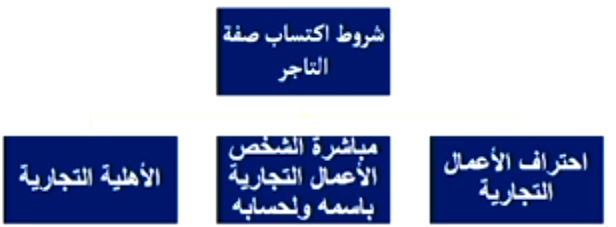 شروط اكتساب صفة
التاجر
احتراف الأعمال
التجارية
مباشرة الشخص
الأعمال التجارية
باسمه ولحسابه
الأهلية التجارية